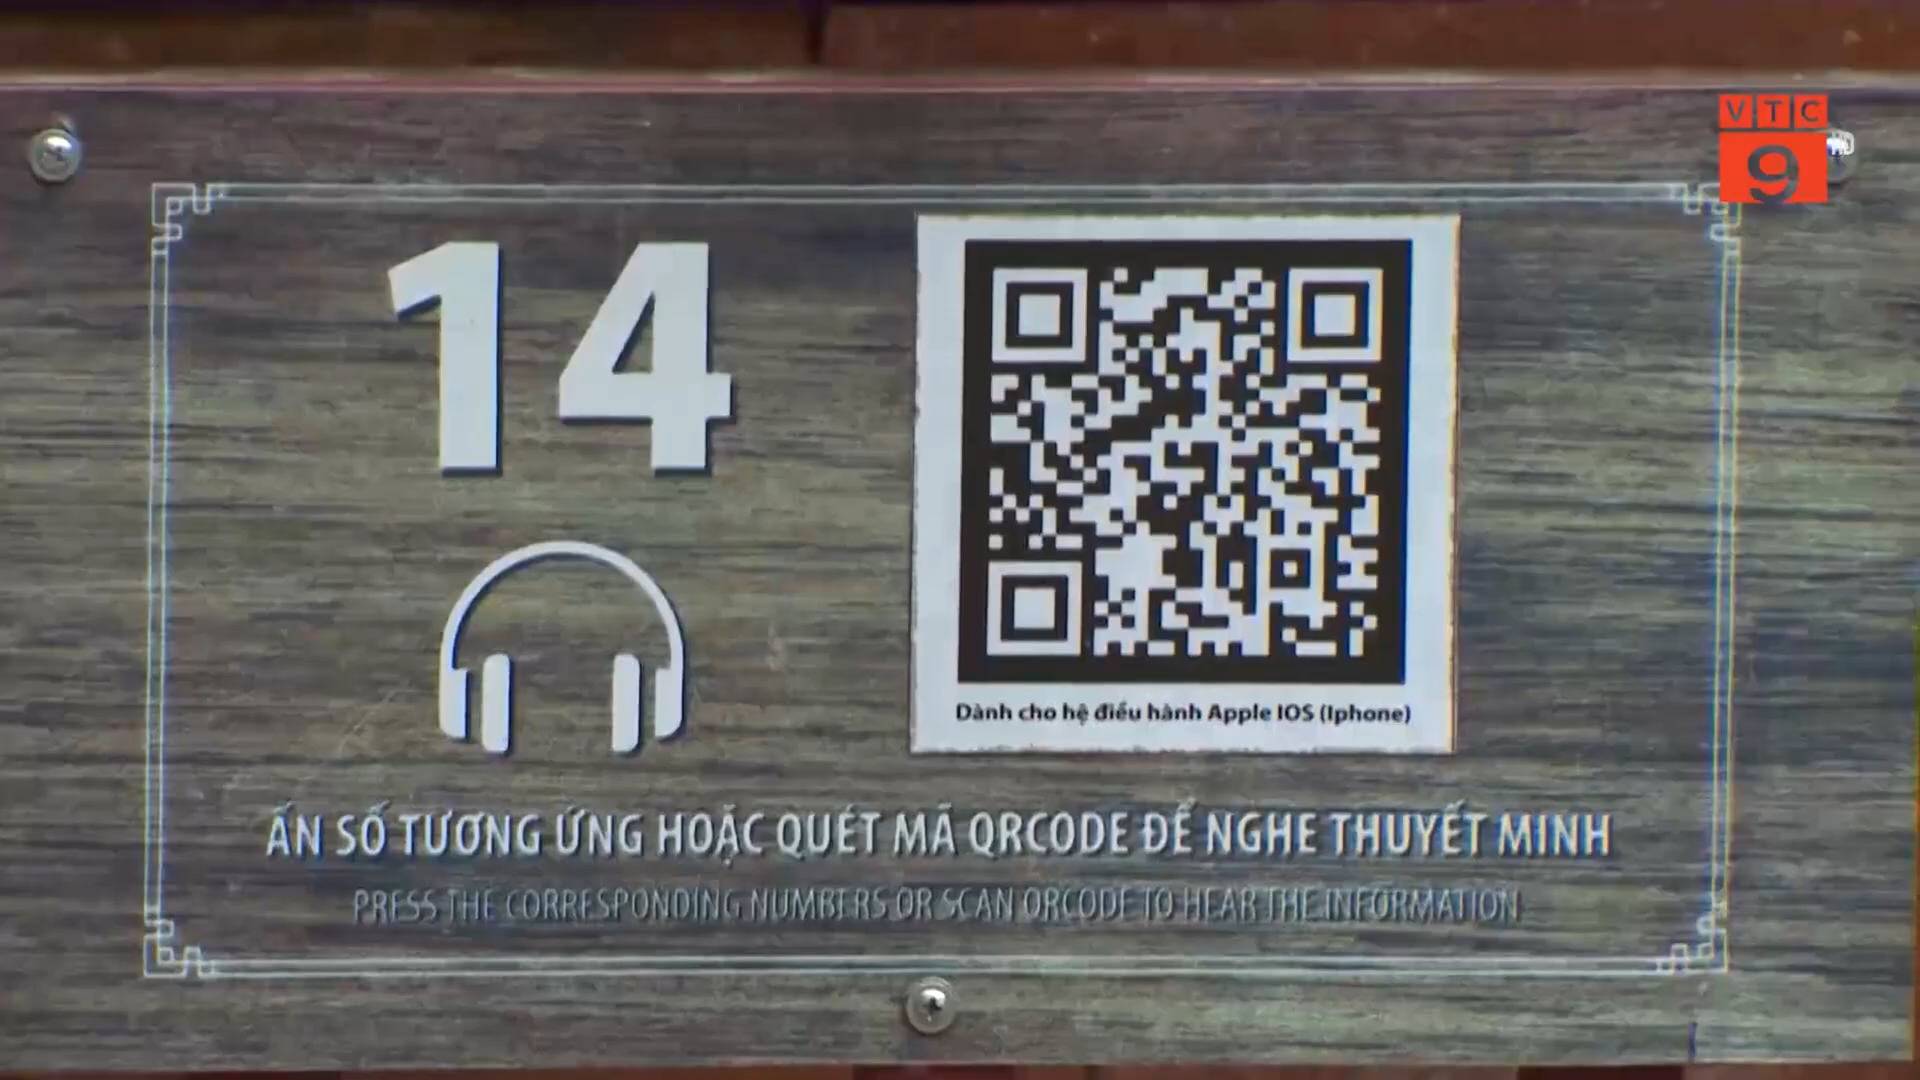 VTC
9
14
Dành cho hệ điều hành Apple IOS (Iphone)
ẤN SỐ TƯƠNG ỨNG HOẶC QUÉT MÃ QRCODE ĐỂ NGHE THUYẾT MINH
PRESS THE CORRESPONDING NUMBERS OR SCAN QRCODE TO HEAR THE INFORMATION